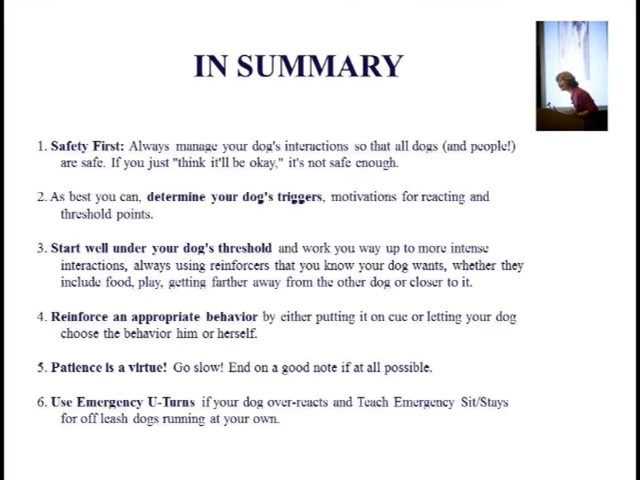 IN SUMMARY
1. Safety First: Always manage your dog's interactions so that all dogs (and people!)
are safe. If you just "think it'll be okay," it's not safe enough.
2. As best you can, determine your dog's triggers, motivations for reacting and
threshold points.
3. Start well under your dog's threshold and work you way up to more intense
interactions, always using reinforcers that you know your dog wants, whether they
include food, play, getting farther away from the other dog or closer to it.
4. Reinforce an appropriate behavior by either putting it on cue or letting your dog
choose the behavior him or herself.
5. Patience is a virtue! Go slow! End on a good note if at all possible.
6. Use Emergency U-Turns if your dog over-reacts and Teach Emergency Sit/Stays
for off leash dogs running at your own.